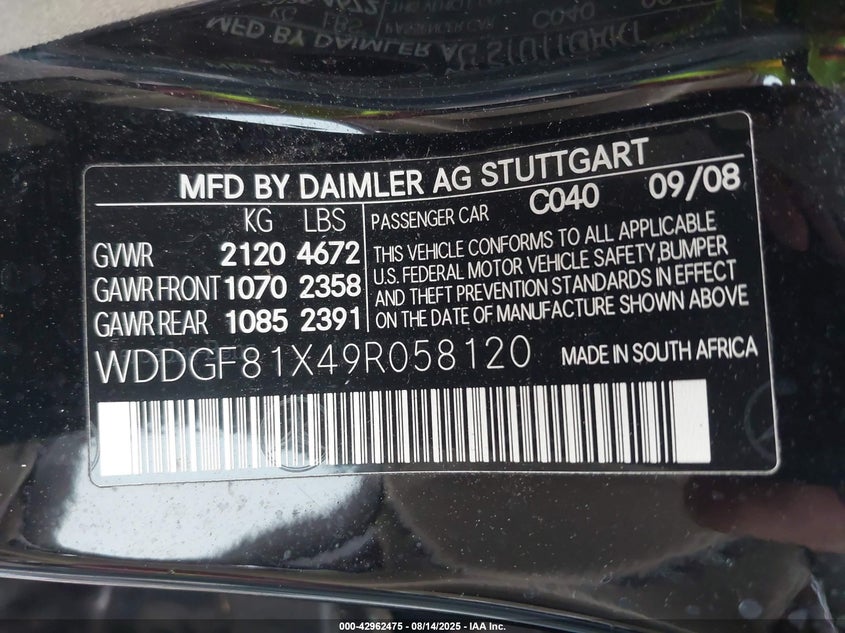 MFD BY DAIMLER AG STUTTGART
KG LBS
GVWR 2120 4672
GAWR FRONT 1070 2358
GAWR REAR 1085 2391
PASSENGER CAR C040 09/08
THIS VEHICLE CONFORMS TO ALL APPLICABLE
U.S. FEDERAL MOTOR VEHICLE SAFETY,BUMPER
AND THEFT PREVENTION STANDARDS IN EFFECT
ON THE DATE OF MANUFACTURE SHOWN ABOVE
WDDGF81X49R058120 MADE IN SOUTH AFRICA
000-42962475 - 08/14/2025 - IAA Inc.